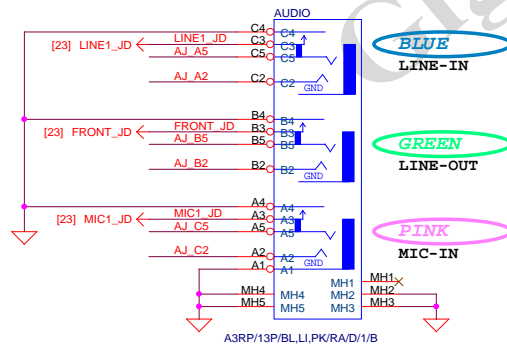 AUDIO
C4 C4
[23] LINE1_JD LINE1_JD C3 C3
AJ_A5 C5 C5
BLUE
LINE-IN
AJ_A2 C2 C2
GND
B4 B4
[23] FRONT_JD FRONT_JD B3 B3
AJ_B5 B5 B5
GREEN
LINE-OUT
AJ_B2 B2 B2
GND
A4 A4
[23] MIC1_JD MIC1_JD A3 A3
AJ_C5 A5 A5
PINK
MIC-IN
AJ_C2 A2 A2
GND
A1 A1
MH1 MH1
MH4 MH4 MH2 MH2
MH5 MH5 MH3 MH3
A3RP/13P/BL,LI,PK/RA/D/1/B